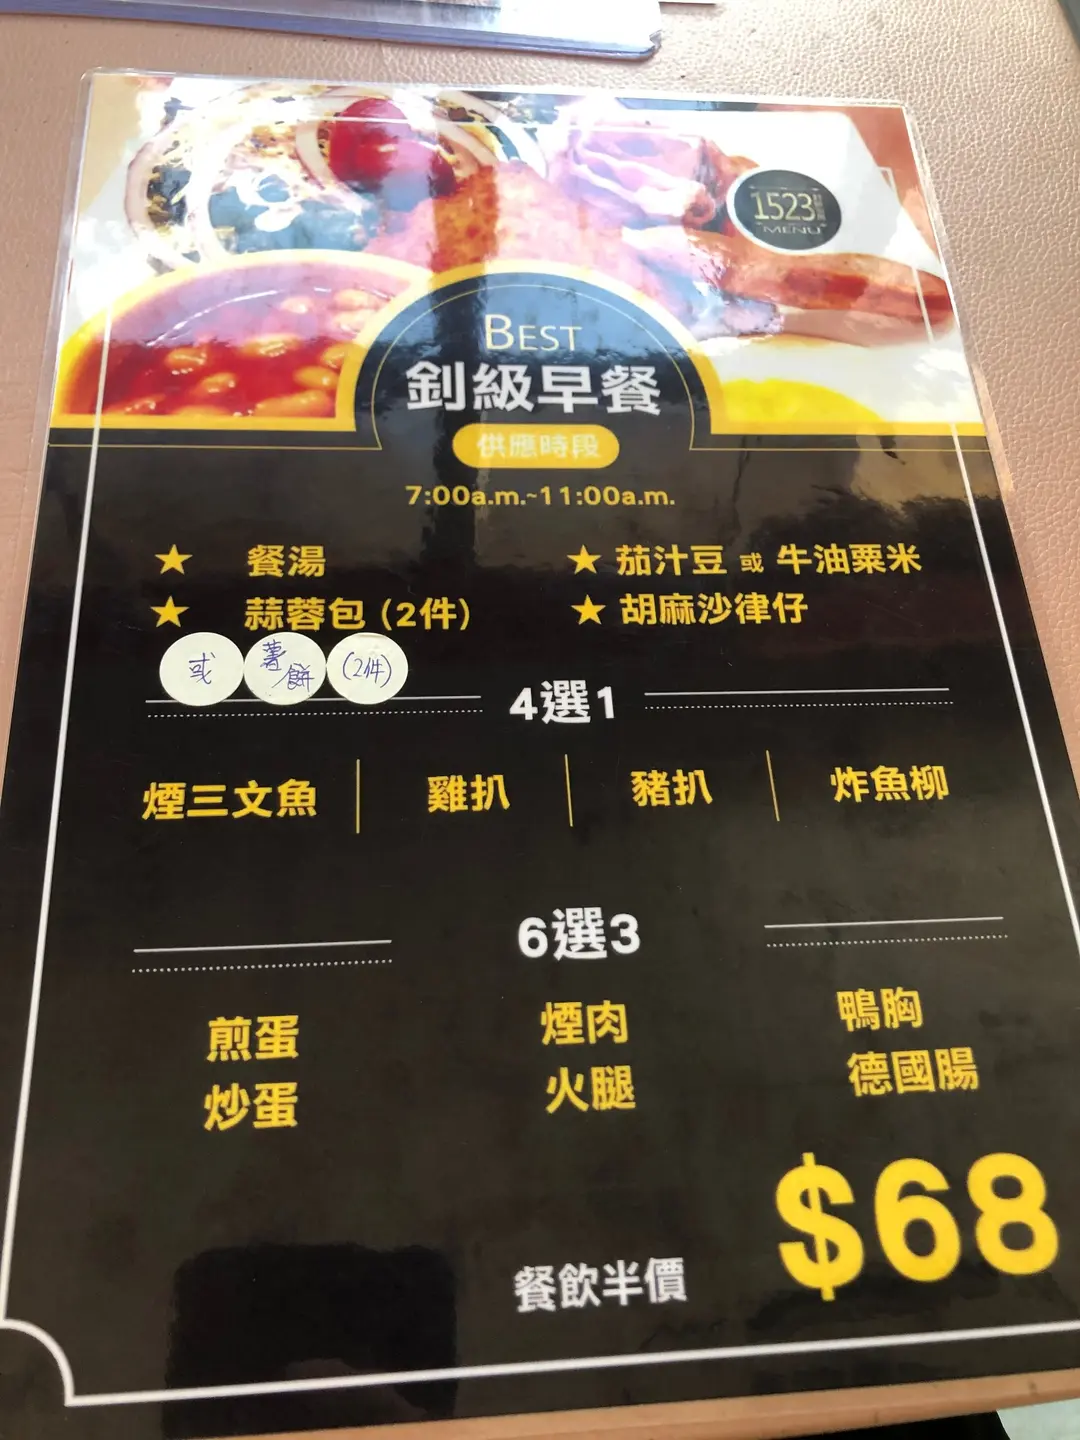 1523
MENU
BEST
釗級早餐
供應時段
7:00a.m.~11:00a.m.
★ 餐湯
★ 茄汁豆 或 牛油粟米
★ 蒜蓉包 (2件)
★ 胡麻沙律仔
或 薯餅 (2件)
4選1
煙三文魚 雞扒 豬扒 炸魚柳
6選3
煎蛋 煙肉 鴨胸
炒蛋 火腿 德國腸
餐飲半價 $68